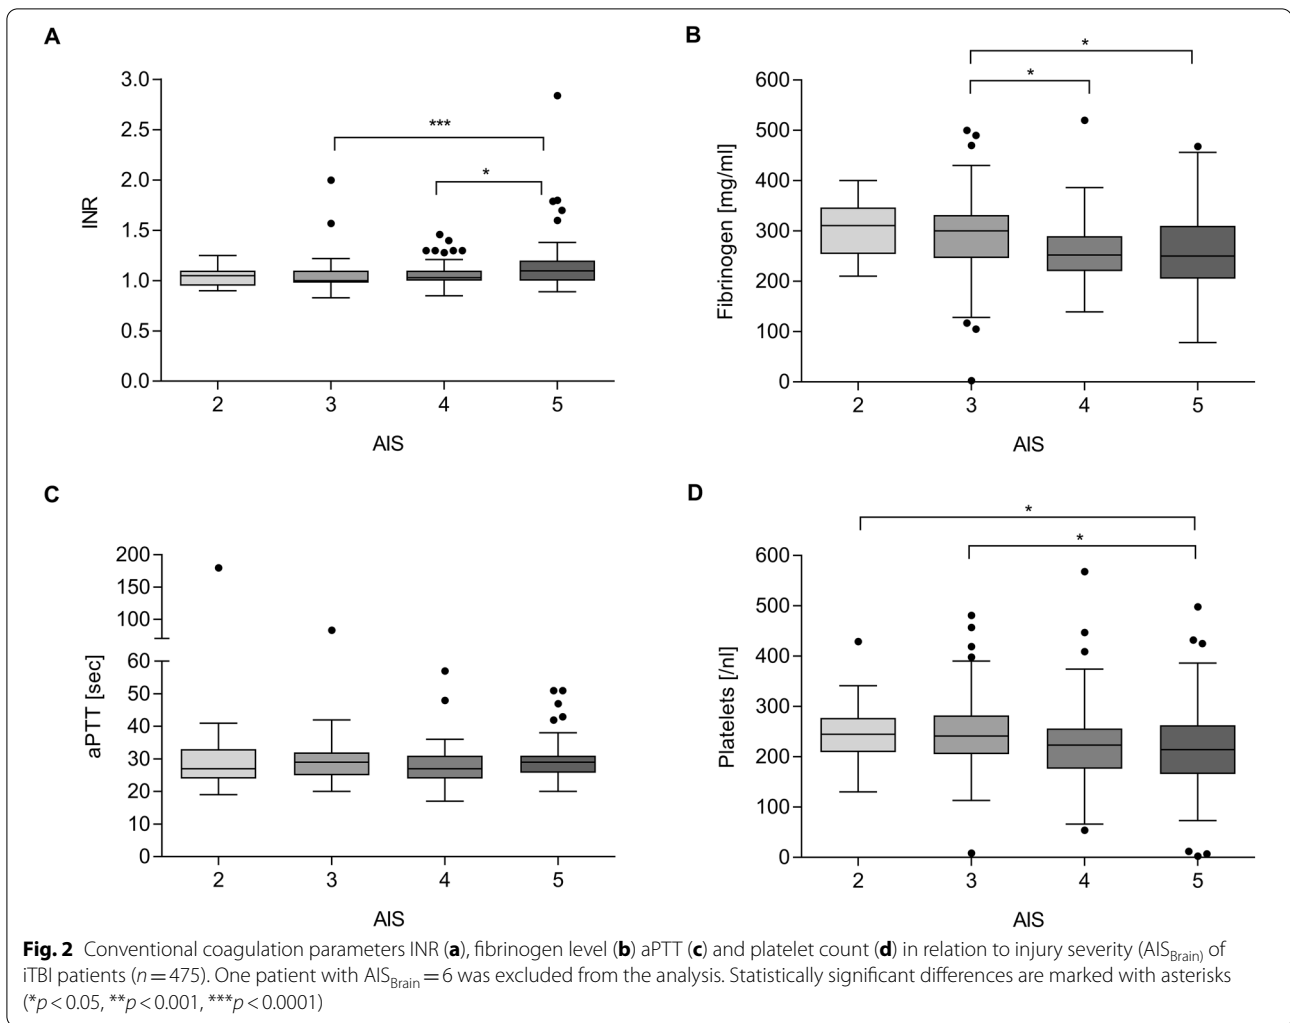 A
3.0
2.5
2.0
1.5
1.0
0.5
0.0
INR
***
*
2 3 4 5
AIS
B
600
500
400
300
200
100
0
Fibrinogen [mg/ml]
*
*
2 3 4 5
AIS
C
200
150
100
60
50
40
30
20
10
0
aPTT [sec]
2 3 4 5
AIS
D
600
500
400
300
200
100
0
Platelets [/nl]
*
*
2 3 4 5
AIS
Fig. 2 Conventional coagulation parameters INR (a), fibrinogen level (b) aPTT (c) and platelet count (d) in relation to injury severity (AIS_Brain) of
iTBI patients (n = 475). One patient with AIS_Brain = 6 was excluded from the analysis. Statistically significant differences are marked with asterisks
(*p < 0.05, **p < 0.001, ***p < 0.0001)